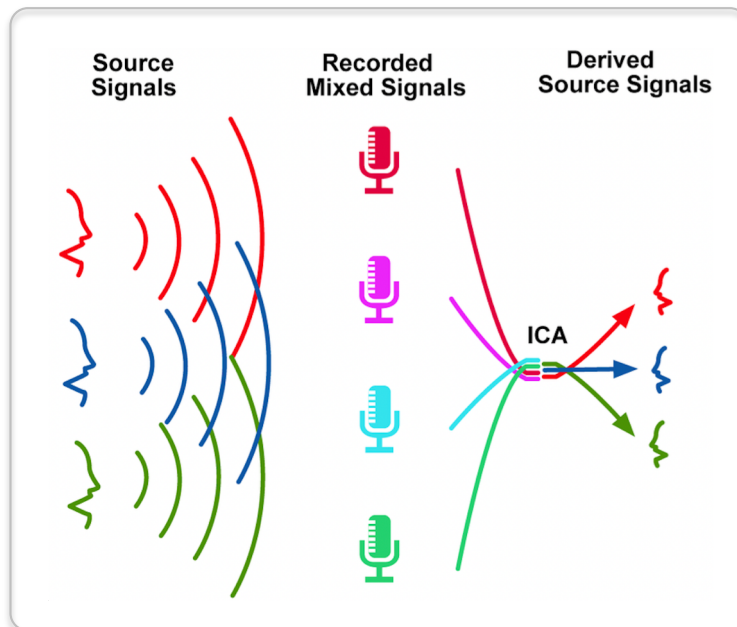 Source
Signals
Recorded
Mixed Signals
Derived
Source Signals
ICA